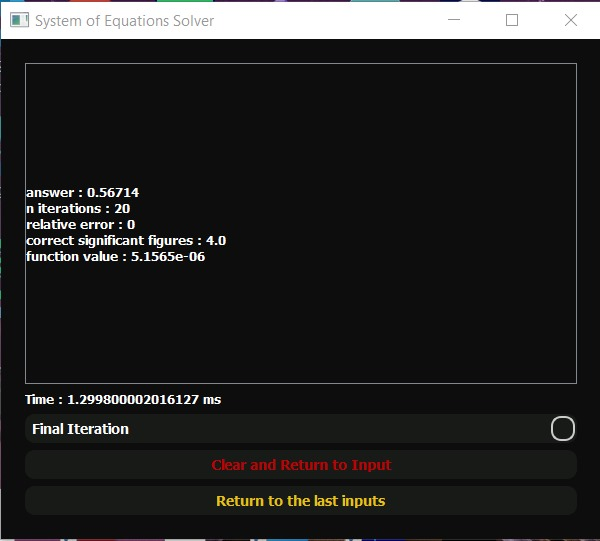 System of Equations Solver
answer : 0.56714
n iterations : 20
relative error : 0
correct significant figures : 4.0
function value : 5.1565e-06
Time : 1.299800002016127 ms
Final Iteration
Clear and Return to Input
Return to the last inputs